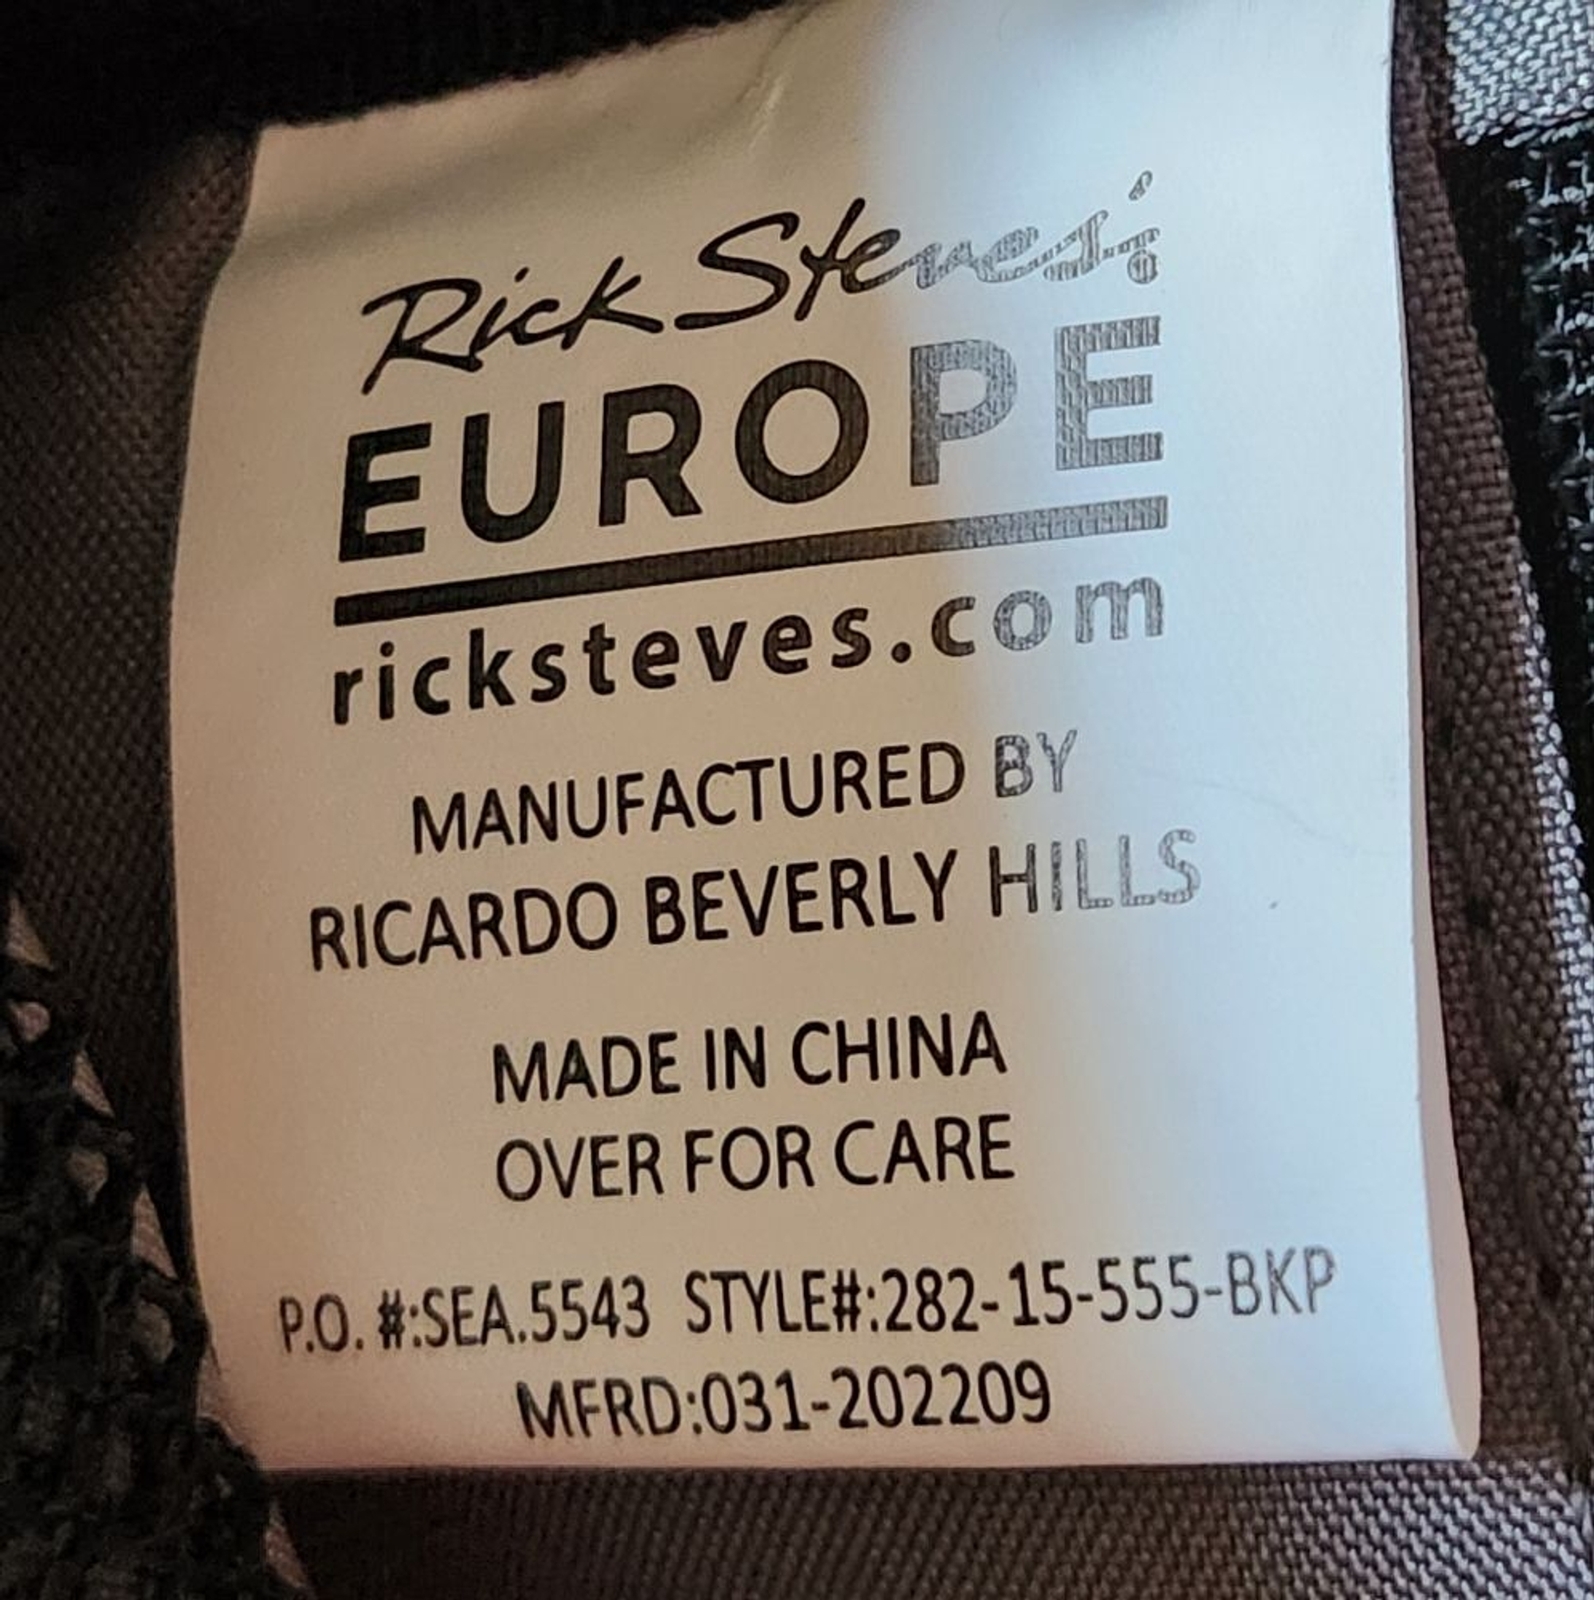 Rick Steves'
EUROPE
ricksteves.com
MANUFACTURED BY
RICARDO BEVERLY HILLS
MADE IN CHINA
OVER FOR CARE
P.O. #:SEA.5543 STYLE#:282-15-555-BKP
MFRD:031-202209